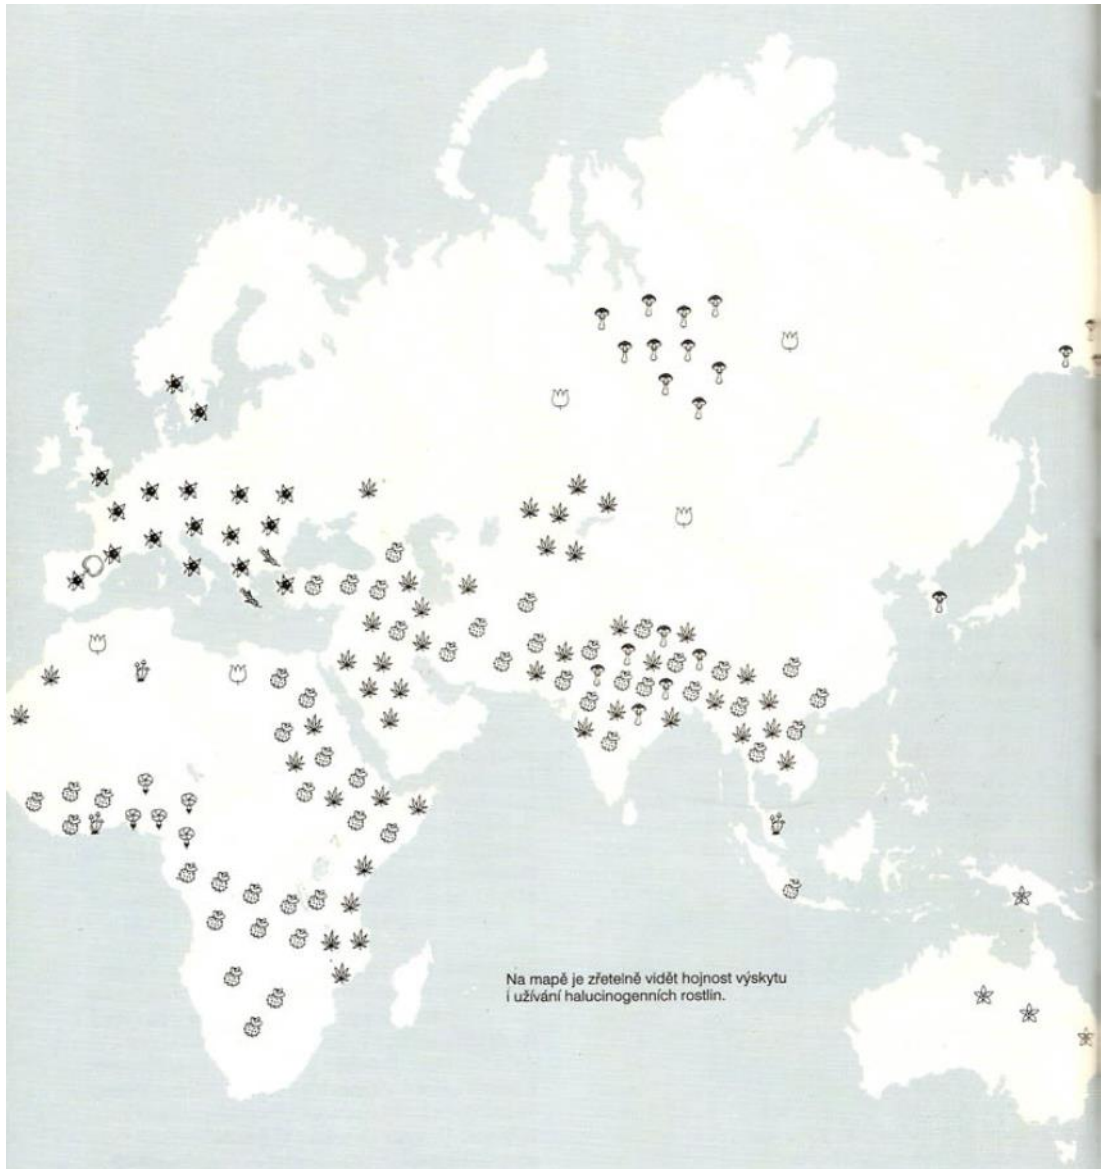 Na mapě je zřetelně vidět hojnost výskytu
i užívání halucinogenních rostlin.